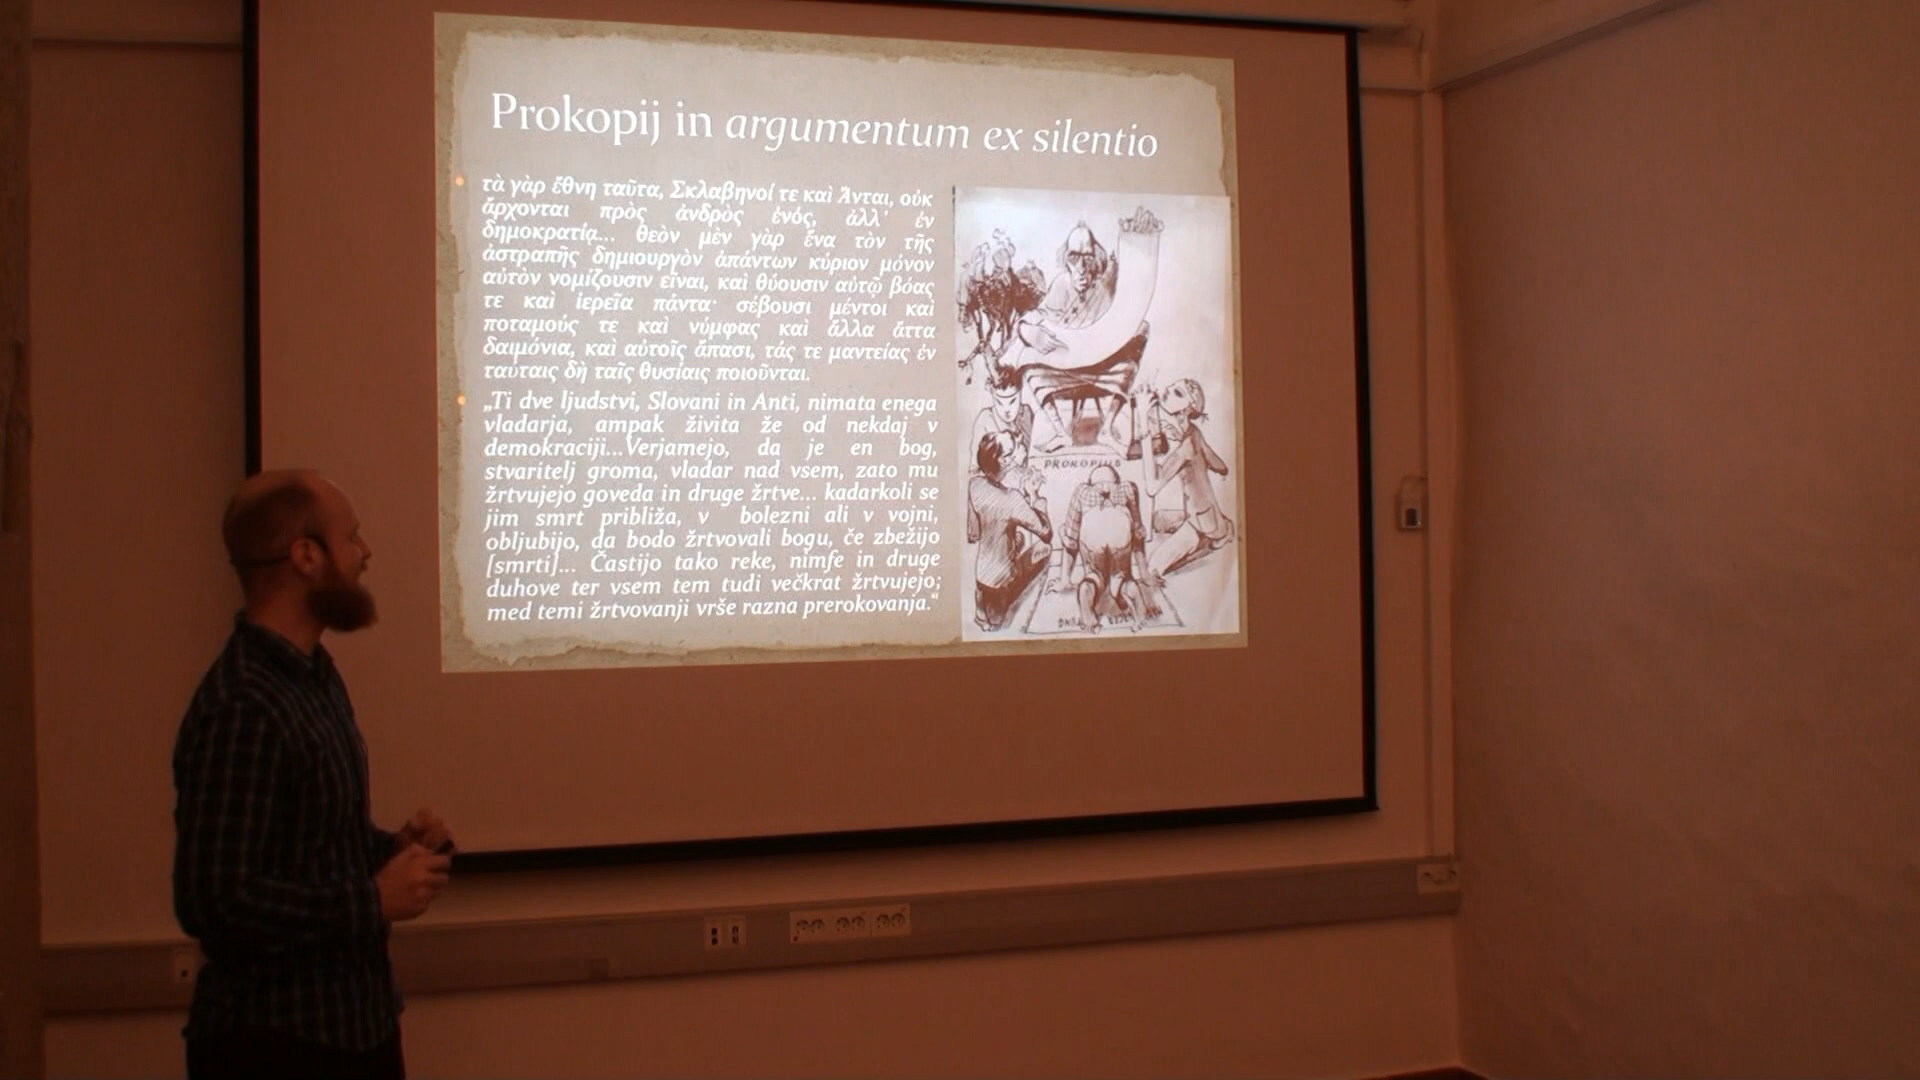 Prokopij in argumentum ex silentio
τὰ γὰρ ἔθνη ταῦτα, Σκλαβηνοί τε καὶ Ἄνται, οὐκ
ἄρχονται πρὸς ἀνδρὸς ἑνός, ἀλλ' ἐν
δημοκρατίᾳ... θεὸν μὲν γὰρ ἕνα τὸν τῆς
ἀστραπῆς δημιουργὸν ἁπάντων κύριον μόνον
αὐτὸν νομίζουσιν εἶναι, καὶ θύουσιν αὐτῷ βόας
τε καὶ ἱερεῖα πάντα· σέβουσι μέντοι καὶ
ποταμούς τε καὶ νύμφας καὶ ἄλλα ἄττα
δαιμόνια, καὶ αὐτοῖς ἅπασι, τάς τε μαντείας ἐν
ταύταις δὴ ταῖς θυσίαις ποιοῦνται.
„Ti dve ljudstvi, Slovani in Anti, nimata enega
vladarja, ampak živita že od nekdaj v
demokraciji...Verjamejo, da je en bog,
stvaritelj groma, vladar nad vsem, zato mu
žrtvujejo goveda in druge žrtve... kadarkoli se
jim smrt približa, v bolezni ali v vojni,
obljubijo, da bodo žrtvovali bogu, če zbežijo
[smrti]... Častijo tako reke, nimfe in druge
duhove ter vsem tem tudi večkrat žrtvujejo;
med temi žrtvovanji vrše razna prerokovanja.“
PROKOPIUS